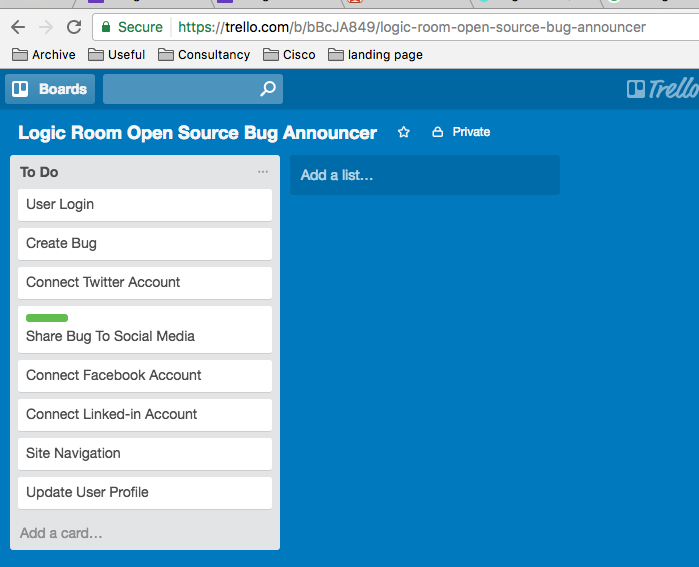 Secure https://trello.com/b/bBcJA849/logic-room-open-source-bug-announcer
Archive Useful Consultancy Cisco landing page
Boards Trello
Logic Room Open Source Bug Announcer Private
To Do ...
Add a list…
User Login
Create Bug
Connect Twitter Account
Share Bug To Social Media
Connect Facebook Account
Connect Linked-in Account
Site Navigation
Update User Profile
Add a card…